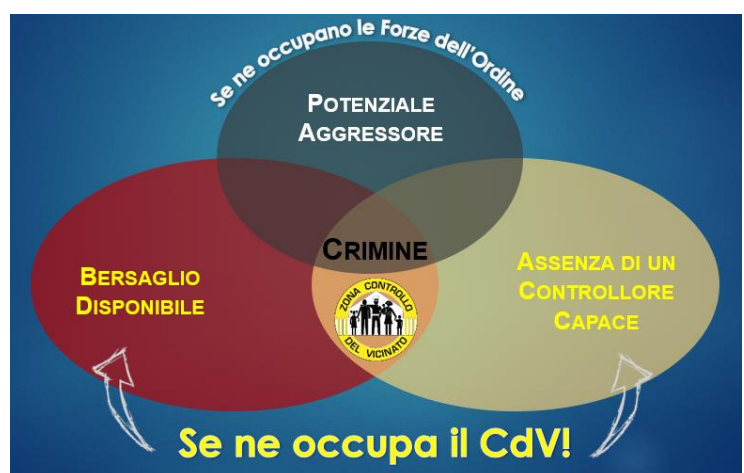 Se ne occupano le Forze dell'Ordine
POTENZIALE
AGGRESSORE
CRIMINE
BERSAGLIO
DISPONIBILE
ASSENZA DI UN
CONTROLLORE
CAPACE
ZONA CONTROLLO
DEL VICINATO
Se ne occupa il CdV!